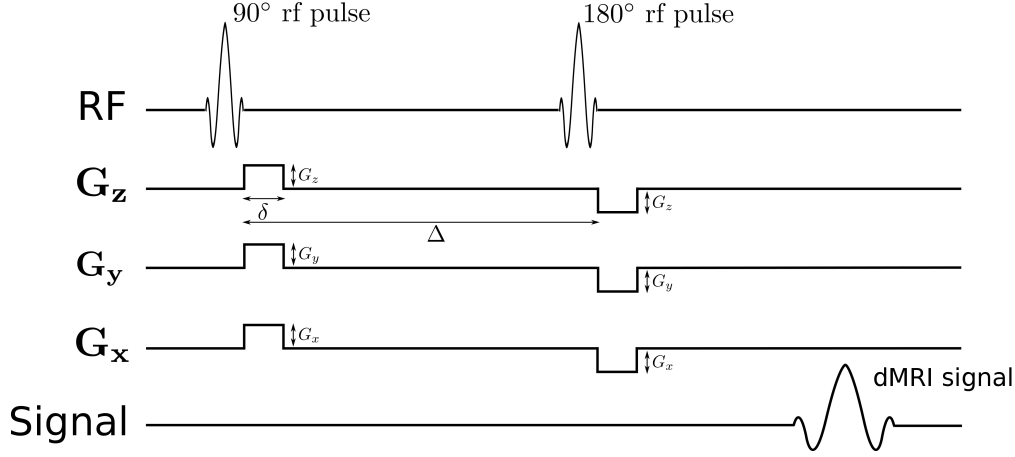 90° rf pulse
180° rf pulse
RF
G_z
G_z
G_z
δ
Δ
G_y
G_y
G_y
G_x
G_x
G_x
dMRI signal
Signal